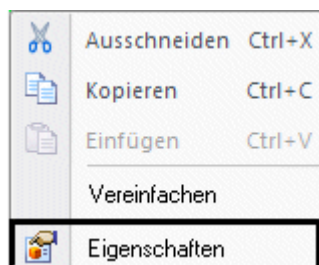 Ausschneiden Ctrl+X
Kopieren Ctrl+C
Einfügen Ctrl+V
Vereinfachen
Eigenschaften